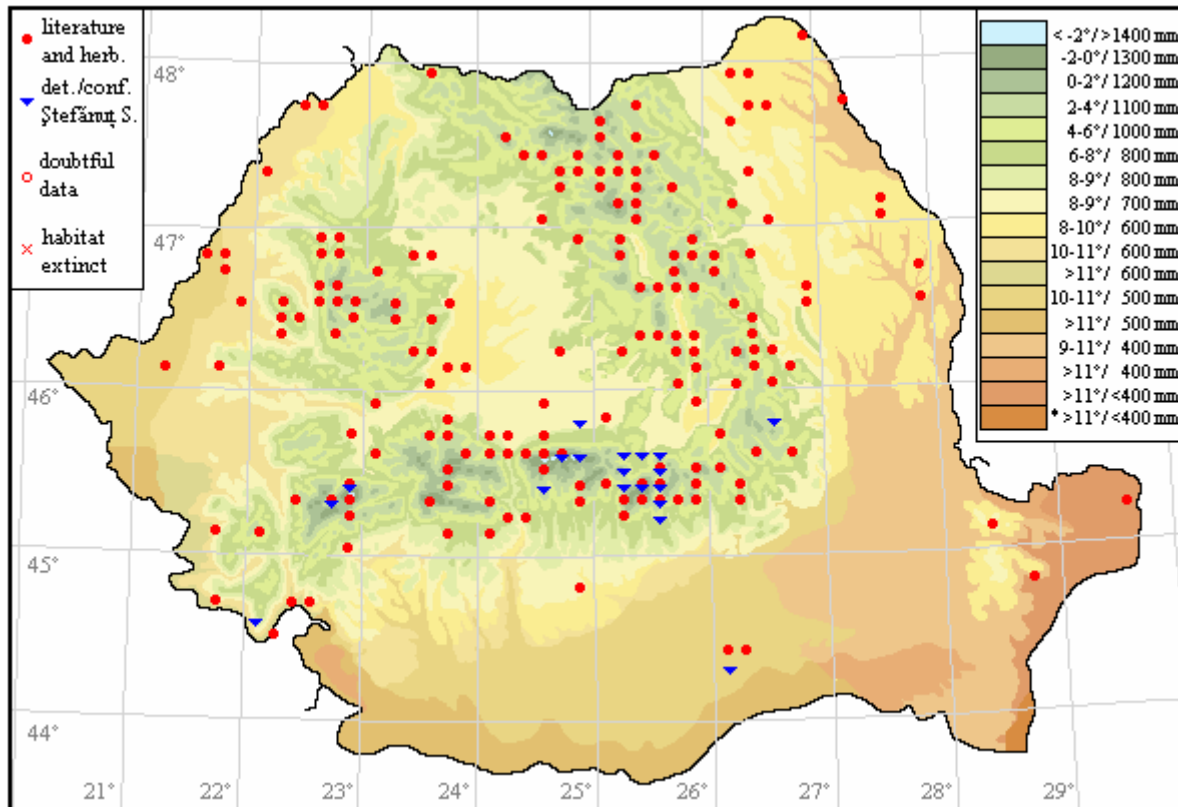 literature
and herb.
det./conf.
Ştefănuţ S.
doubtful
data
habitat
extinct
< -2°/>1400 mm
-2-0°/ 1300 mm
0-2°/ 1200 mm
2-4°/ 1100 mm
4-6°/ 1000 mm
6-8°/ 800 mm
8-9°/ 800 mm
8-9°/ 700 mm
8-10°/ 600 mm
10-11°/ 600 mm
>11°/ 600 mm
10-11°/ 500 mm
>11°/ 500 mm
9-11°/ 400 mm
>11°/ 400 mm
>11°/<400 mm
* >11°/<400 mm
48°
47°
46°
45°
44°
21° 22° 23° 24° 25° 26° 27° 28° 29°